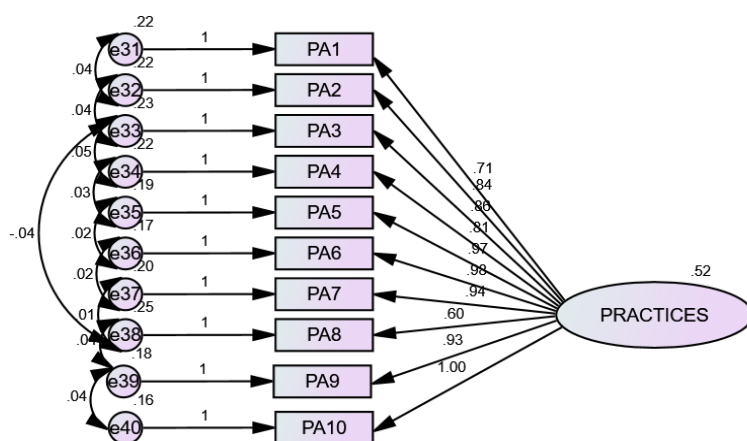 .22
e31 1 PA1
.04 .22
e32 1 PA2
.04 .23
e33 1 PA3
.05 .22
e34 1 PA4
.03 .19
e35 1 PA5
-.04 .02 .17
e36 1 PA6
.02 .20
e37 1 PA7
.25
e38 1 PA8
.18
e39 1 PA9
.04 .16
e40 1 PA10
.71
.84
.86
.81
.97
.98
.94
.60
.93
1.00
.52
PRACTICES